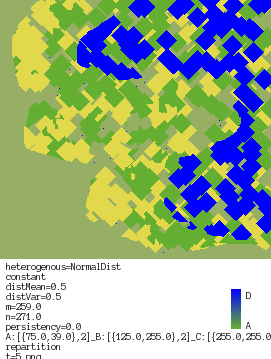 heterogenous=NormalDist
constant
distMean=0.5
distVar=0.5
m=259.0
n=271.0
persistency=0.0
A:[{75.0,39.0},2]_B:[{125.0,255.0},2]_C:[{255.0,255.0
repartition
t=5.png
D
A